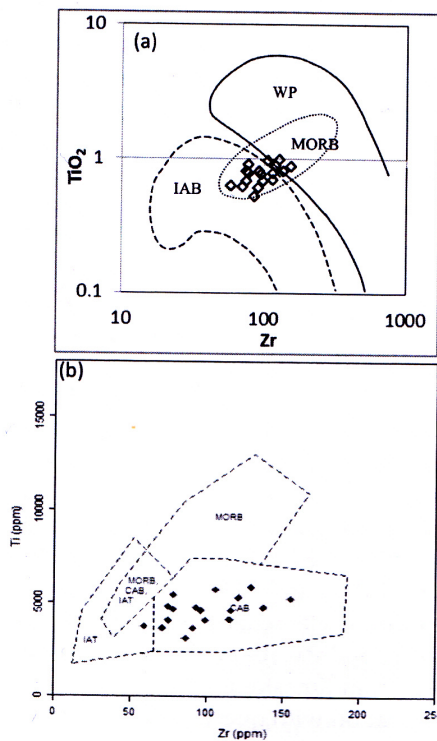 10
(a)
WP
MORB
TiO2
1
IAB
0.1
10
100
1000
Zr
(b)
15000
MORB
10000
Ti (ppm)
MORB,
CAB,
IAT
5000
CAB
IAT
0
0
50
100
150
200
250
Zr (ppm)